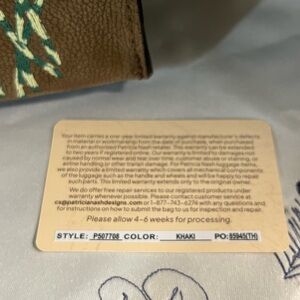 Your item carries a one-year limited warranty against manufacturer's defects
in material or workmanship from the date of purchase, when purchased
from an authorized Patricia Nash retailer. This warranty can be extended
to two years if registered online. Our warranty is limited to damages not
caused by normal wear and tear over time, customer abuse or staining, or
airline handling or other transit damage. For Patricia Nash luggage items,
we also provide a limited warranty which covers all mechanical components
of the luggage such as the handle and wheels and will be happy to repair
such parts. This limited warranty extends only to the original owner.
We do offer free repair services to our registered products under
warranty whenever possible. Please contact customer service at
cs@patricianashdesigns.com or 1-877-743-6274 with any questions and
for instructions on how to submit the bag to us for inspection and repair.
Please allow 4-6 weeks for processing.
STYLE: P507708 COLOR: KHAKI PO: 85945(TH)